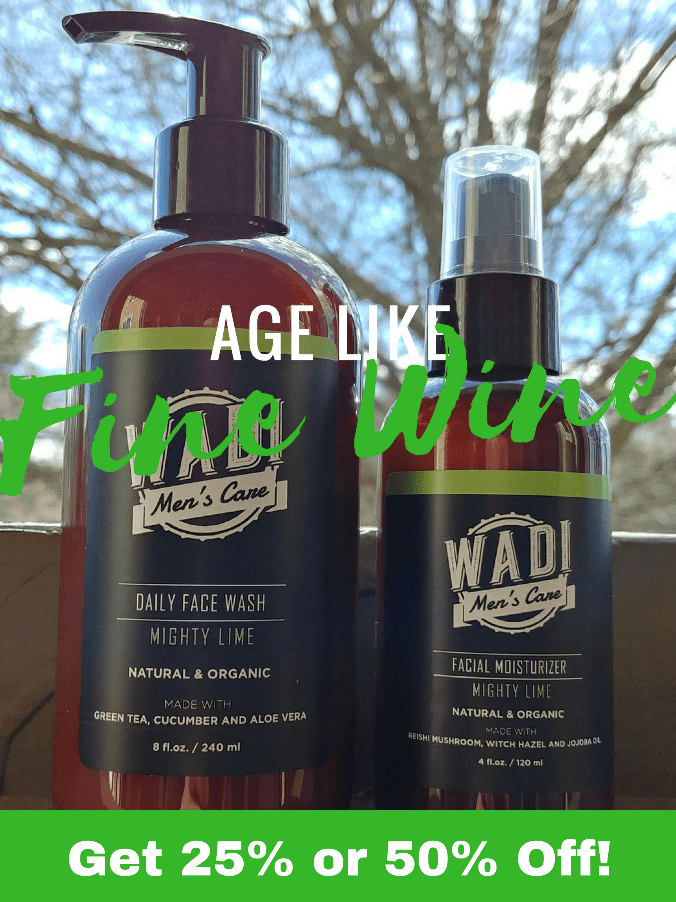 AGE LIKE
Fine Wine
WADI
Men's Care
DAILY FACE WASH
MIGHTY LIME
NATURAL & ORGANIC
MADE WITH
GREEN TEA, CUCUMBER AND ALOE VERA
8 fl.oz. / 240 ml
WADI
Men's Care
FACIAL MOISTURIZER
MIGHTY LIME
NATURAL & ORGANIC
MADE WITH
REISHI MUSHROOM, WITCH HAZEL AND JOJOBA OIL
4 fl.oz. / 120 ml
Get 25% or 50% Off!